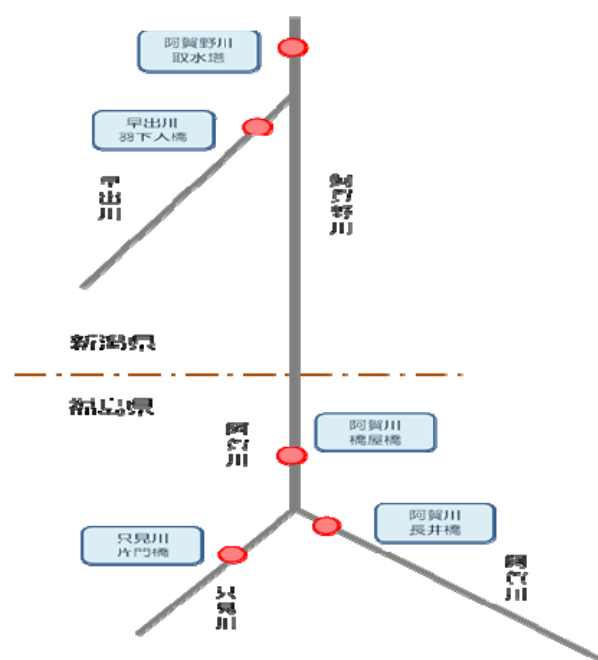 阿賀野川
取水塔
早出川
羽下人橋
早出川
阿賀野川
新潟県
福島県
阿賀川
橋屋橋
阿賀川
阿賀川
長井橋
只見川
片門橋
阿賀川
只見川